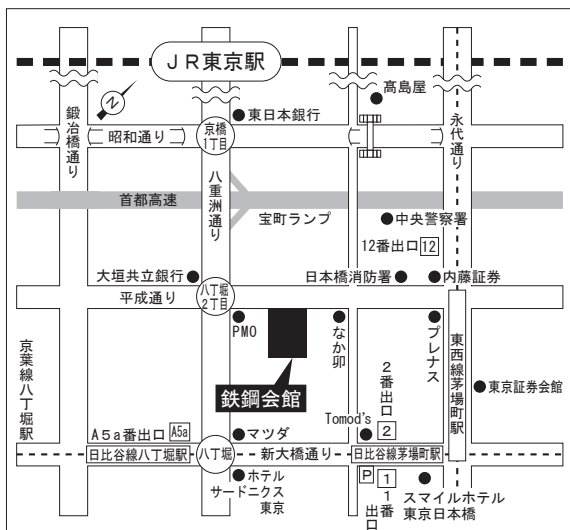 JR東京駅
髙島屋
N
東日本銀行
鍛冶橋通り
昭和通り
京橋
1丁目
永代通り
八重洲通り
首都高速
宝町ランプ
中央警察署
12番出口 12
大垣共立銀行
日本橋消防署
内藤証券
平成通り
八丁堀
2丁目
PMO
なか卯
プレナス
鉄鋼会館
京葉線八丁堀駅
東西線茅場町駅
東京証券会館
2番出口
2
Tomod's
A5a番出口 A5a
マツダ
日比谷線八丁堀駅
八丁堀
新大橋通り
日比谷線茅場町駅
ホテル
サードニクス
東京
P
1
1番出口
スマイルホテル
東京日本橋